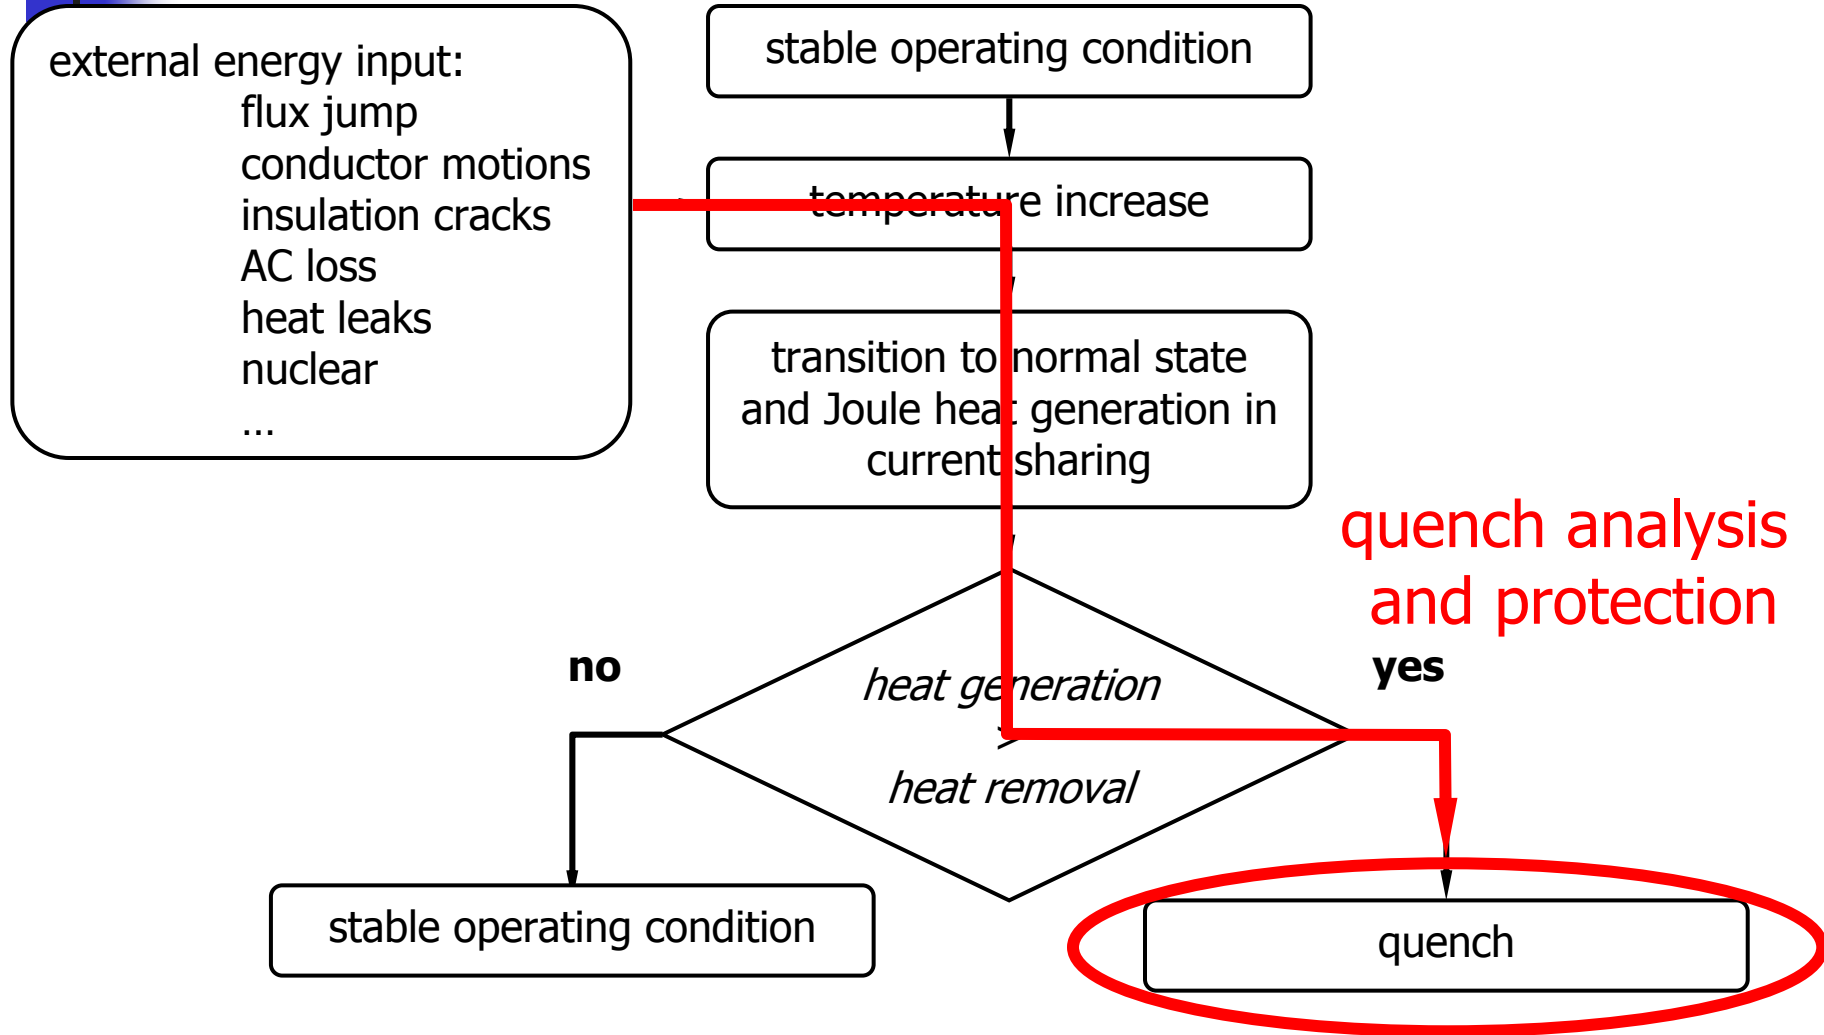 external energy input:
flux jump
conductor motions
insulation cracks
AC loss
heat leaks
nuclear
…
stable operating condition
temperature increase
transition to normal state
and Joule heat generation in
current sharing
quench analysis
and protection
no
yes
heat generation
>
heat removal
stable operating condition
quench